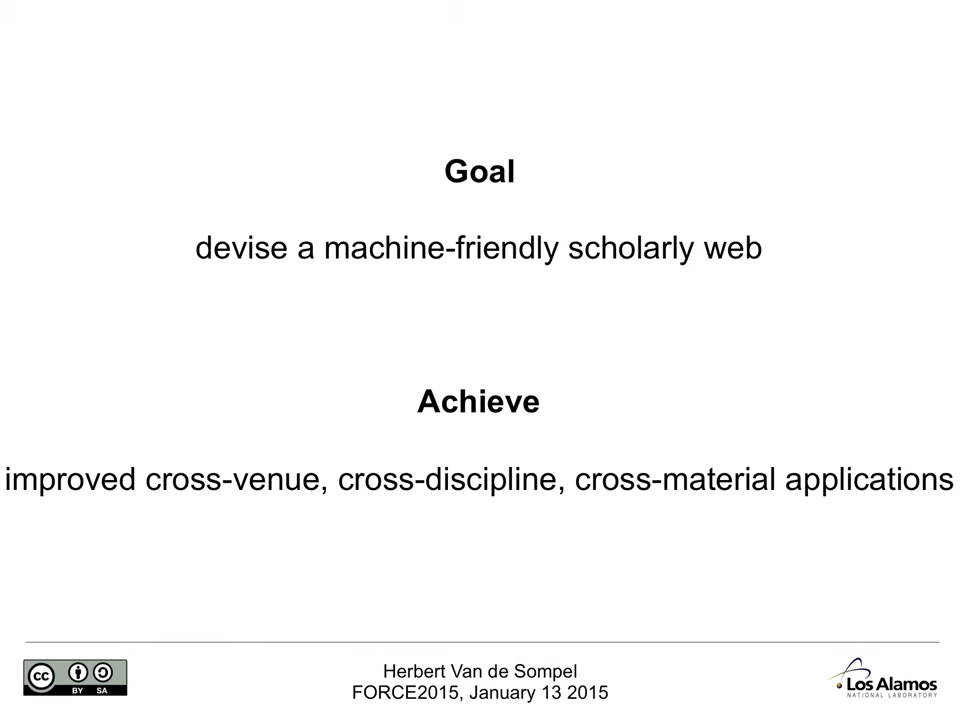 Goal
devise a machine-friendly scholarly web
Achieve
improved cross-venue, cross-discipline, cross-material applications
cc
BY SA
Herbert Van de Sompel
FORCE2015, January 13 2015
Los Alamos
NATIONAL LABORATORY